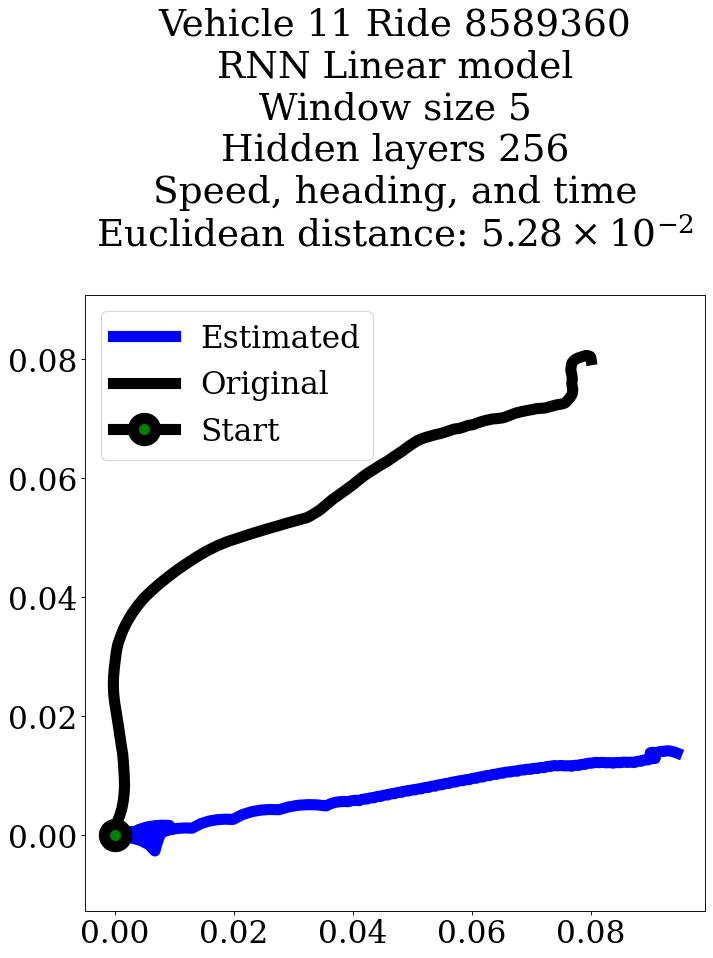 Vehicle 11 Ride 8589360
RNN Linear model
Window size 5
Hidden layers 256
Speed, heading, and time
Euclidean distance: 5.28 × 10⁻²
Estimated
Original
Start
0.08
0.06
0.04
0.02
0.00
0.00 0.02 0.04 0.06 0.08